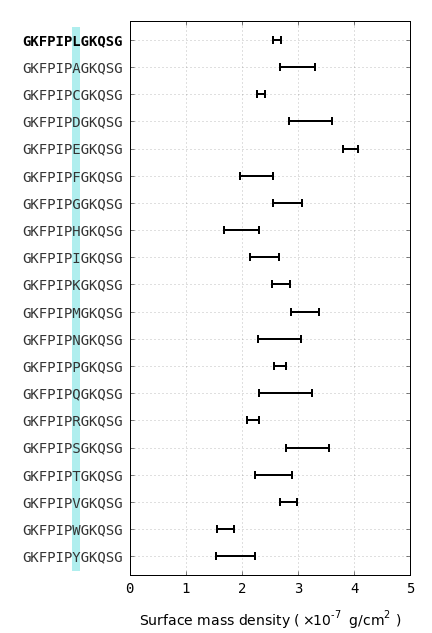 GKFPIPLGKQSG
GKFPIPAGKQSG
GKFPIPCGKQSG
GKFPIPDGKQSG
GKFPIPEGKQSG
GKFPIPFGKQSG
GKFPIPGGKQSG
GKFPIPHGKQSG
GKFPIPIGKQSG
GKFPIPKGKQSG
GKFPIPMGKQSG
GKFPIPNGKQSG
GKFPIPPGKQSG
GKFPIPQGKQSG
GKFPIPRGKQSG
GKFPIPSGKQSG
GKFPIPTGKQSG
GKFPIPVGKQSG
GKFPIPWGKQSG
GKFPIPYGKQSG
0 1 2 3 4 5
Surface mass density ( ×10⁻⁷ g/cm² )